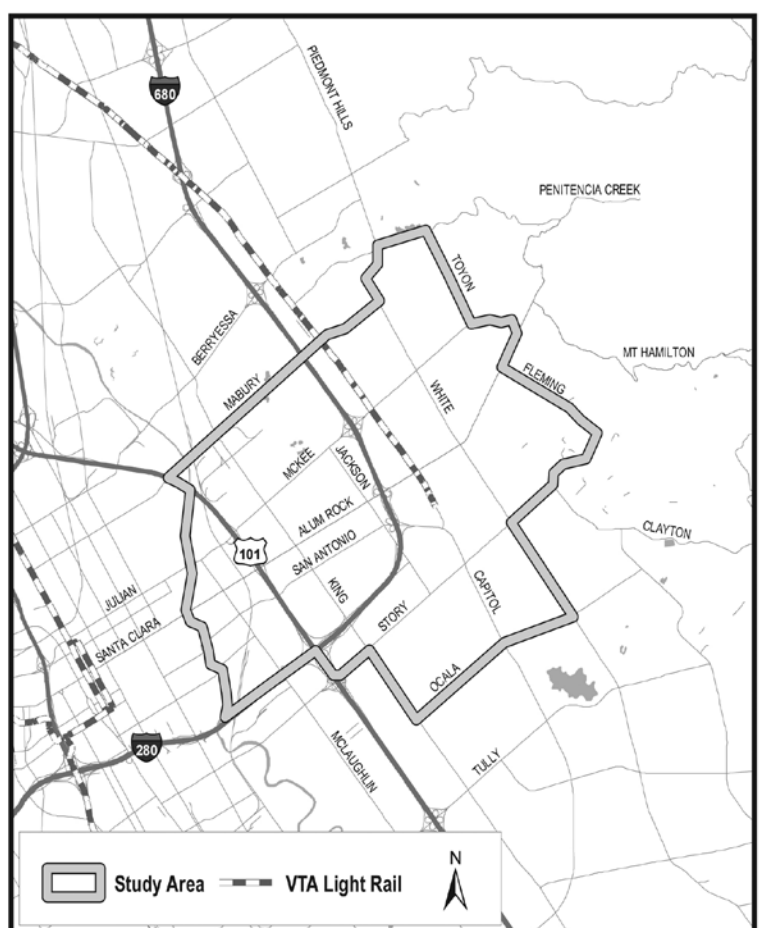 680
PIEDMONT HILLS
PENITENCIA CREEK
TOYON
BERRYESSA
MT HAMILTON
MABURY
WHITE
FLEMING
MCKEE
JACKSON
ALUM ROCK
CLAYTON
101
SAN ANTONIO
JULIAN
KING
CAPITOL
STORY
SANTA CLARA
OCALA
280
MCLAUGHLIN
TULLY
Study Area
VTA Light Rail
N